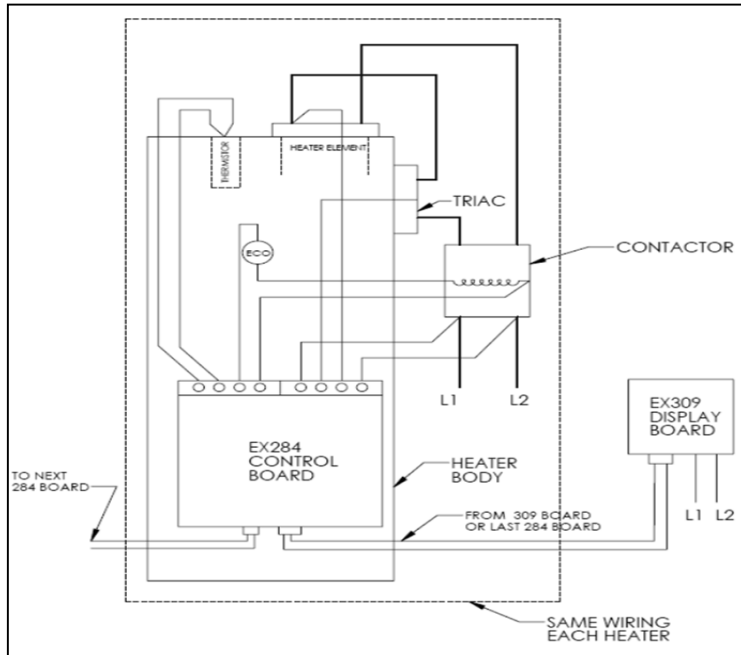 THERMISTOR
HEATER ELEMENT
TRIAC
ECO
CONTACTOR
L1
L2
EX309
DISPLAY
BOARD
EX284
CONTROL
BOARD
HEATER
BODY
TO NEXT
284 BOARD
FROM 309 BOARD
OR LAST 284 BOARD
L1
L2
SAME WIRING
EACH HEATER